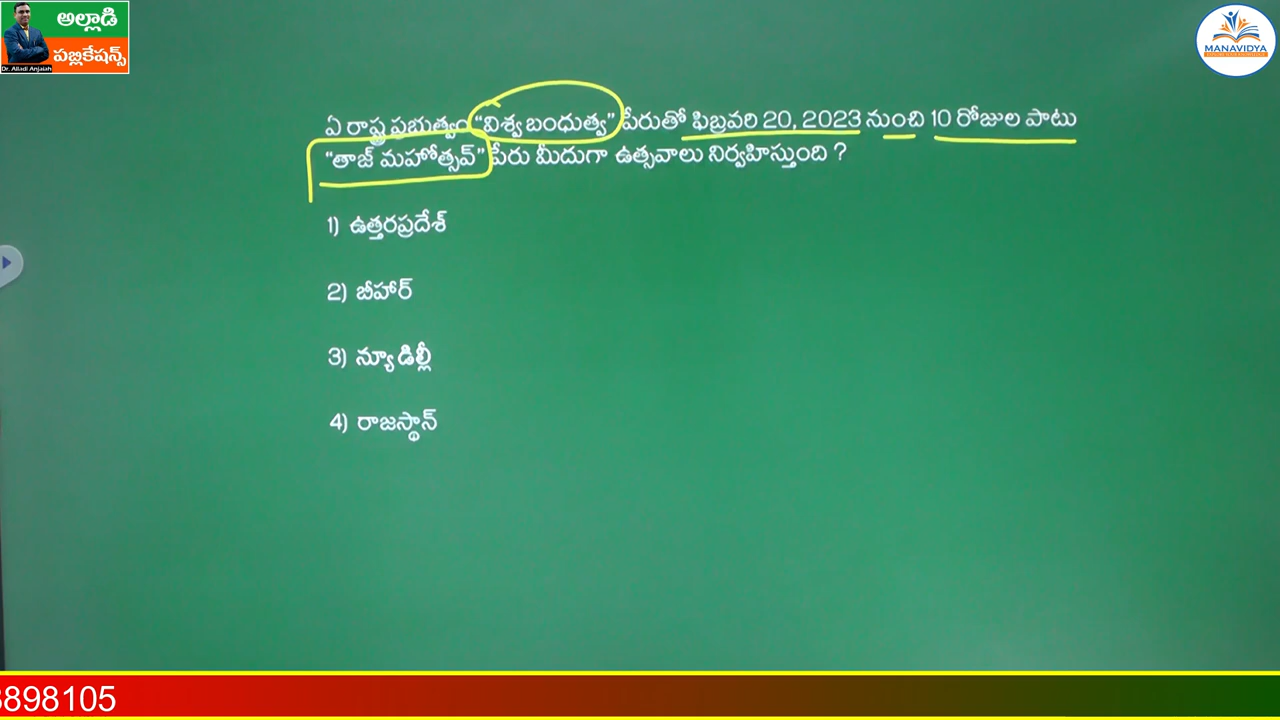 అల్లాడి
పబ్లికేషన్స్
Dr. Alladi Anjaiah
MANAVIDYA
ఏ రాష్ట్ర ప్రభుత్వం "విశ్వ బంధుత్వ" పేరుతో ఫిబ్రవరి 20, 2023 నుంచి 10 రోజుల పాటు
"తాజ్ మహోత్సవ్" పేరు మీదుగా ఉత్సవాలు నిర్వహిస్తుంది ?
1) ఉత్తరప్రదేశ్
2) బీహార్
3) న్యూడిల్లీ
4) రాజస్థాన్
8898105